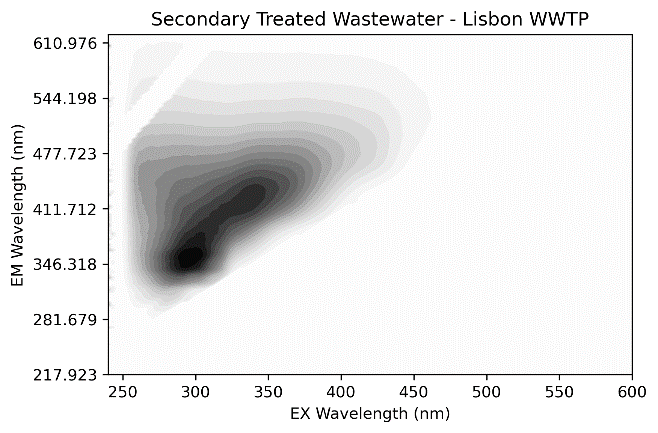 Secondary Treated Wastewater - Lisbon WWTP
610.976
544.198
477.723
411.712
346.318
281.679
217.923
EM Wavelength (nm)
250 300 350 400 450 500 550 600
EX Wavelength (nm)